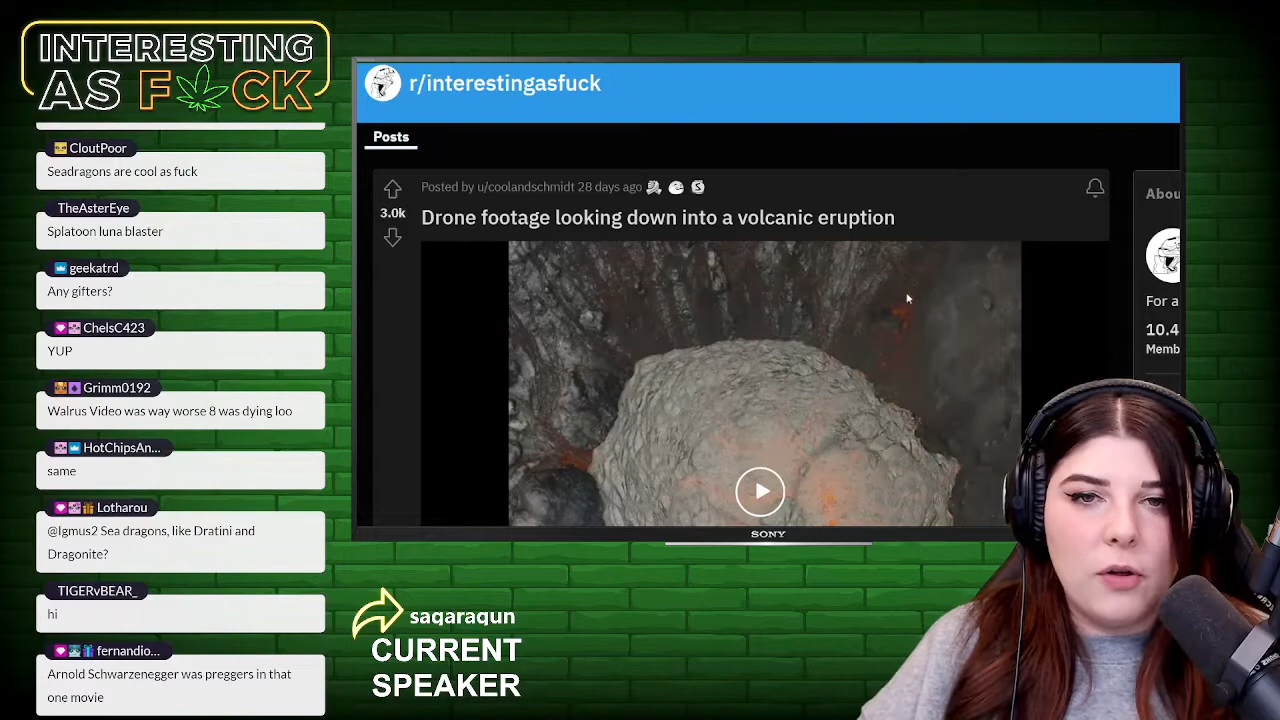 INTERESTING
AS F CK
CloutPoor
Seadragons are cool as fuck
TheAsterEye
Splatoon luna blaster
geekatrd
Any gifters?
ChelsC423
YUP
Grimm0192
Walrus Video was way worse 8 was dying loo
HotChipsAn...
same
Lotharou
@Igmus2 Sea dragons, like Dratini and
Dragonite?
TIGERvBEAR_
hi
fernandio...
Arnold Schwarzenegger was preggers in that
one movie
r/interestingasfuck
Posts
Posted by u/coolandschmidt 28 days ago
3.0k
Drone footage looking down into a volcanic eruption
Abou
For a
10.4
Memb
SONY
saqaraqun
CURRENT
SPEAKER